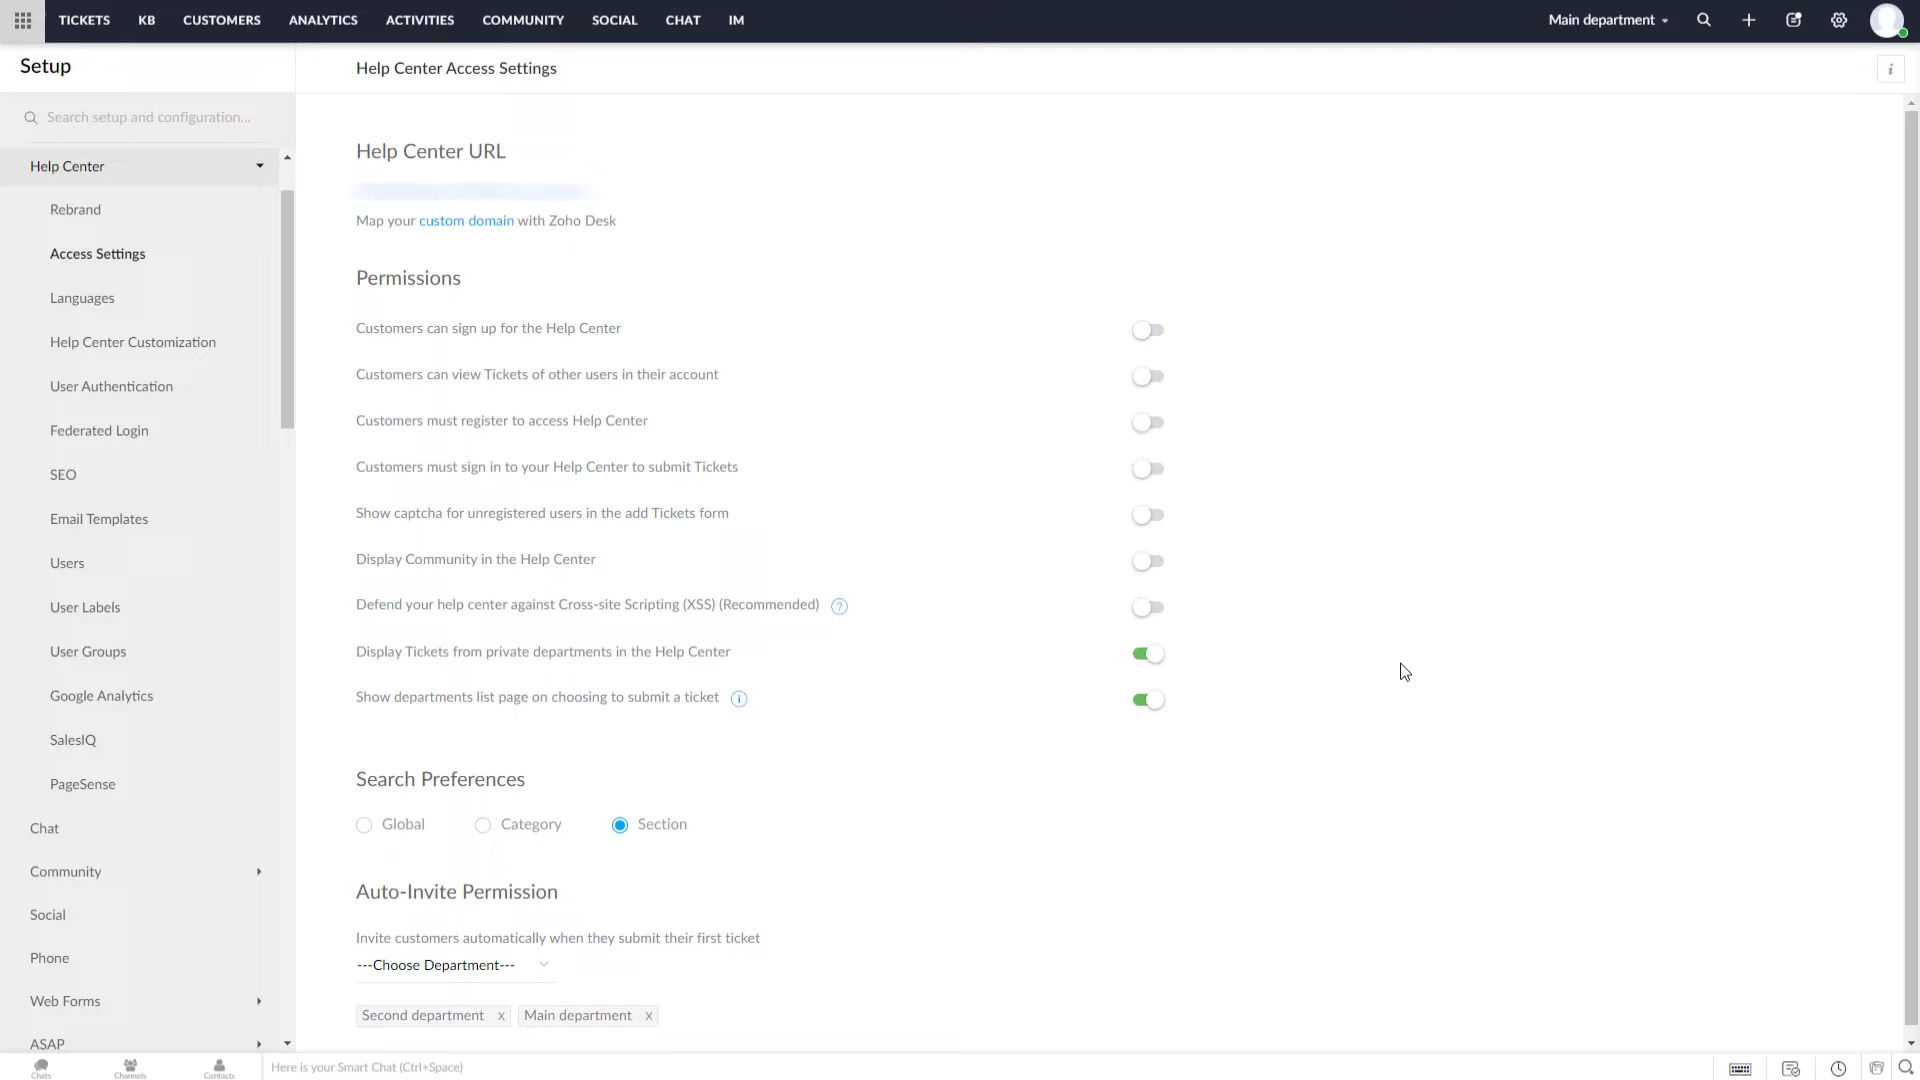 TICKETS KB CUSTOMERS ANALYTICS ACTIVITIES COMMUNITY SOCIAL CHAT IM Main department
Setup
Help Center Access Settings
i
Search setup and configuration...
Help Center
Rebrand
Access Settings
Languages
Help Center Customization
User Authentication
Federated Login
SEO
Email Templates
Users
User Labels
User Groups
Google Analytics
SalesIQ
PageSense
Chat
Community
Social
Phone
Web Forms
ASAP
Help Center URL
Map your custom domain with Zoho Desk
Permissions
Customers can sign up for the Help Center
Customers can view Tickets of other users in their account
Customers must register to access Help Center
Customers must sign in to your Help Center to submit Tickets
Show captcha for unregistered users in the add Tickets form
Display Community in the Help Center
Defend your help center against Cross-site Scripting (XSS) (Recommended) ?
Display Tickets from private departments in the Help Center
Show departments list page on choosing to submit a ticket i
Search Preferences
Global Category Section
Auto-Invite Permission
Invite customers automatically when they submit their first ticket
---Choose Department---
Second department x Main department x
Chats Channels Contacts Here is your Smart Chat (Ctrl+Space)